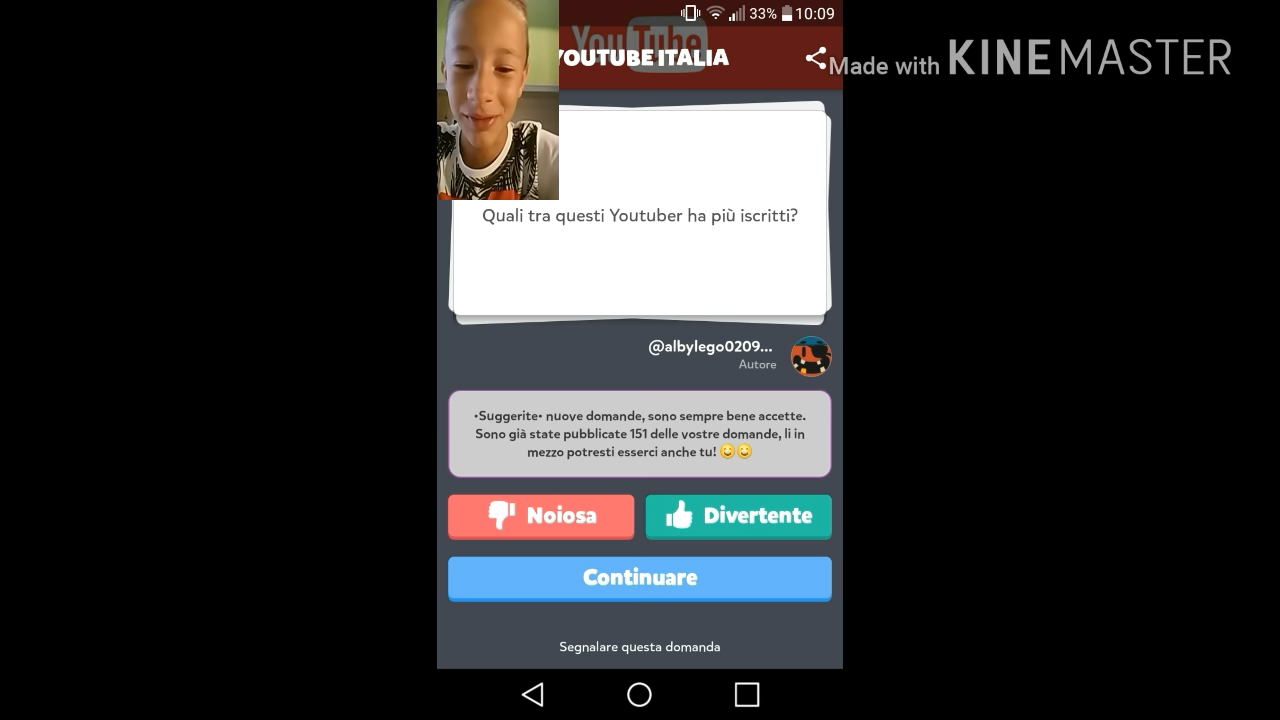 33% 10:09
YouTube
YOUTUBE ITALIA
Made with KINEMASTER
Quali tra questi Youtuber ha più iscritti?
@albylego0209...
Autore
•Suggerite• nuove domande, sono sempre bene accette.
Sono già state pubblicate 151 delle vostre domande, li in
mezzo potresti esserci anche tu! 😄😄
Noiosa
Divertente
Continuare
Segnalare questa domanda